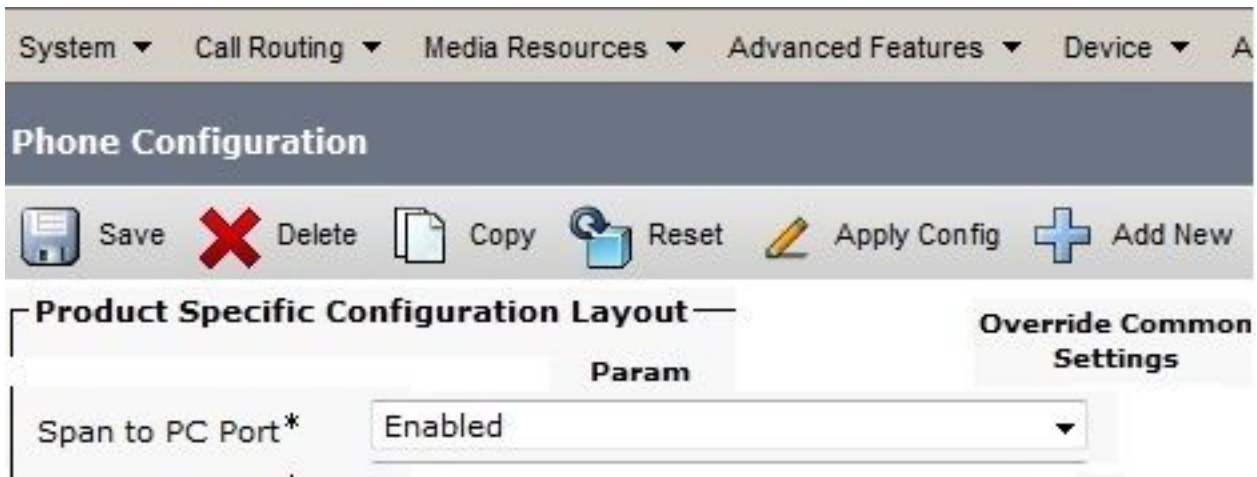 System Call Routing Media Resources Advanced Features Device A
Phone Configuration
Save Delete Copy Reset Apply Config Add New
Product Specific Configuration Layout
Override Common
Settings
Param
Span to PC Port* Enabled